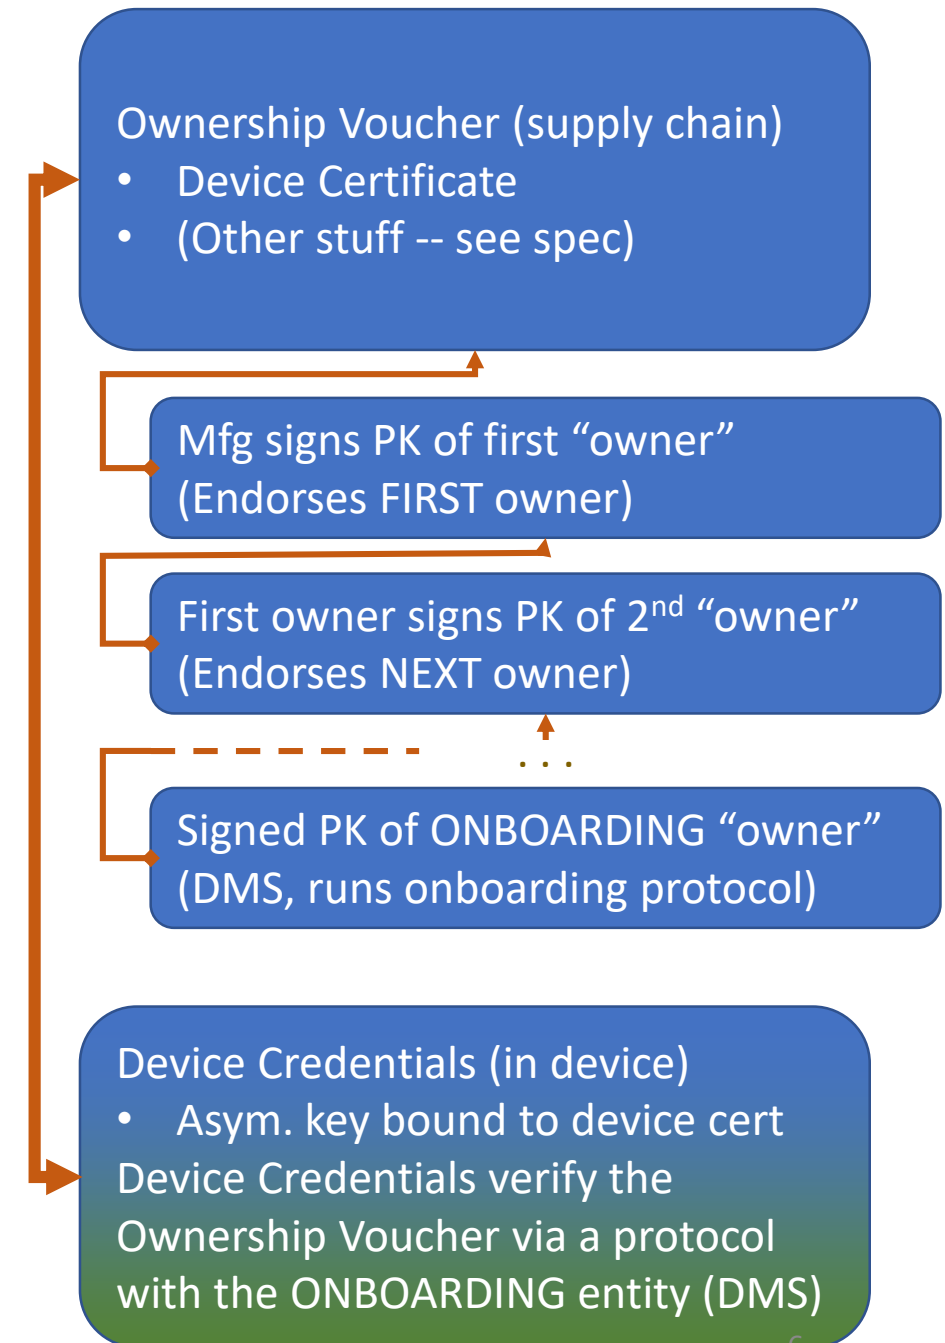 Ownership Voucher (supply chain)
• Device Certificate
• (Other stuff -- see spec)
Mfg signs PK of first “owner”
(Endorses FIRST owner)
First owner signs PK of 2nd “owner”
(Endorses NEXT owner)
. . .
Signed PK of ONBOARDING “owner”
(DMS, runs onboarding protocol)
Device Credentials (in device)
• Asym. key bound to device cert
Device Credentials verify the
Ownership Voucher via a protocol
with the ONBOARDING entity (DMS)